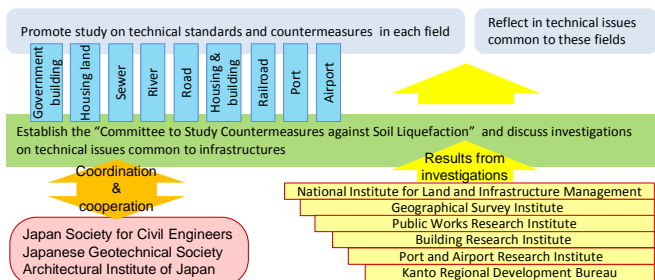 Promote study on technical standards and countermeasures in each field
Reflect in technical issues
common to these fields
Government
building
Housing land
Sewer
River
Road
Housing &
building
Railroad
Port
Airport
Establish the “Committee to Study Countermeasures against Soil Liquefaction” and discuss investigations
on technical issues common to infrastructures
Coordination
&
cooperation
Results from
investigations
Japan Society for Civil Engineers
Japanese Geotechnical Society
Architectural Institute of Japan
National Institute for Land and Infrastructure Management
Geographical Survey Institute
Public Works Research Institute
Building Research Institute
Port and Airport Research Institute
Kanto Regional Development Bureau